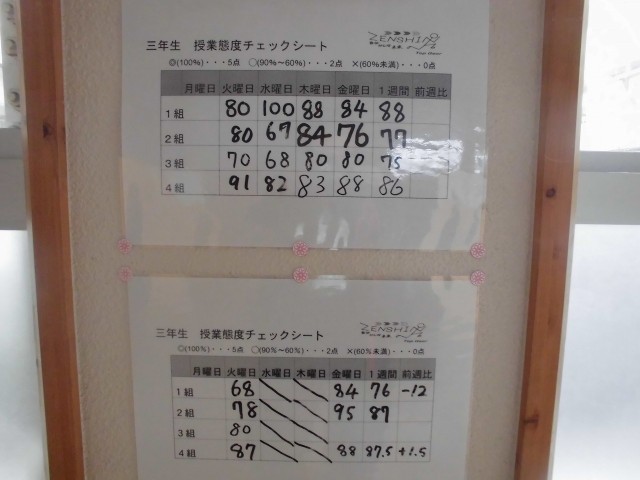 三年生 授業態度チェックシート
ZENSHIN
◎(100%)・・・5点 ○(90%～60%)・・・2点 ×(60%未満)・・・0点
月曜日 火曜日 水曜日 木曜日 金曜日 1週間 前週比
1組 80 100 88 84 88
2組 80 67 84 76 77
3組 70 68 80 80 75
4組 91 82 83 88 86
三年生 授業態度チェックシート
ZENSHIN
◎(100%)・・・5点 ○(90%～60%)・・・2点 ×(60%未満)・・・0点
月曜日 火曜日 水曜日 木曜日 金曜日 1週間 前週比
1組 68 84 76 -12
2組 78 95 87
3組 80
4組 87 88 87.5 +1.5